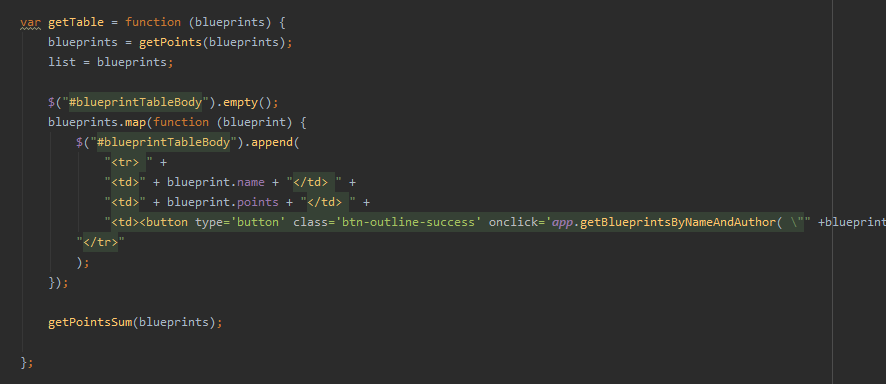 var getTable = function (blueprints) {
blueprints = getPoints(blueprints);
list = blueprints;
$("#blueprintTableBody").empty();
blueprints.map(function (blueprint) {
$("#blueprintTableBody").append(
"<tr> " +
"<td>" + blueprint.name + "</td> " +
"<td>" + blueprint.points + "</td> " +
"<td><button type='button' class='btn-outline-success' onclick='app.getBlueprintsByNameAndAuthor( \"" +blueprint
"</tr>"
);
});
getPointsSum(blueprints);
};